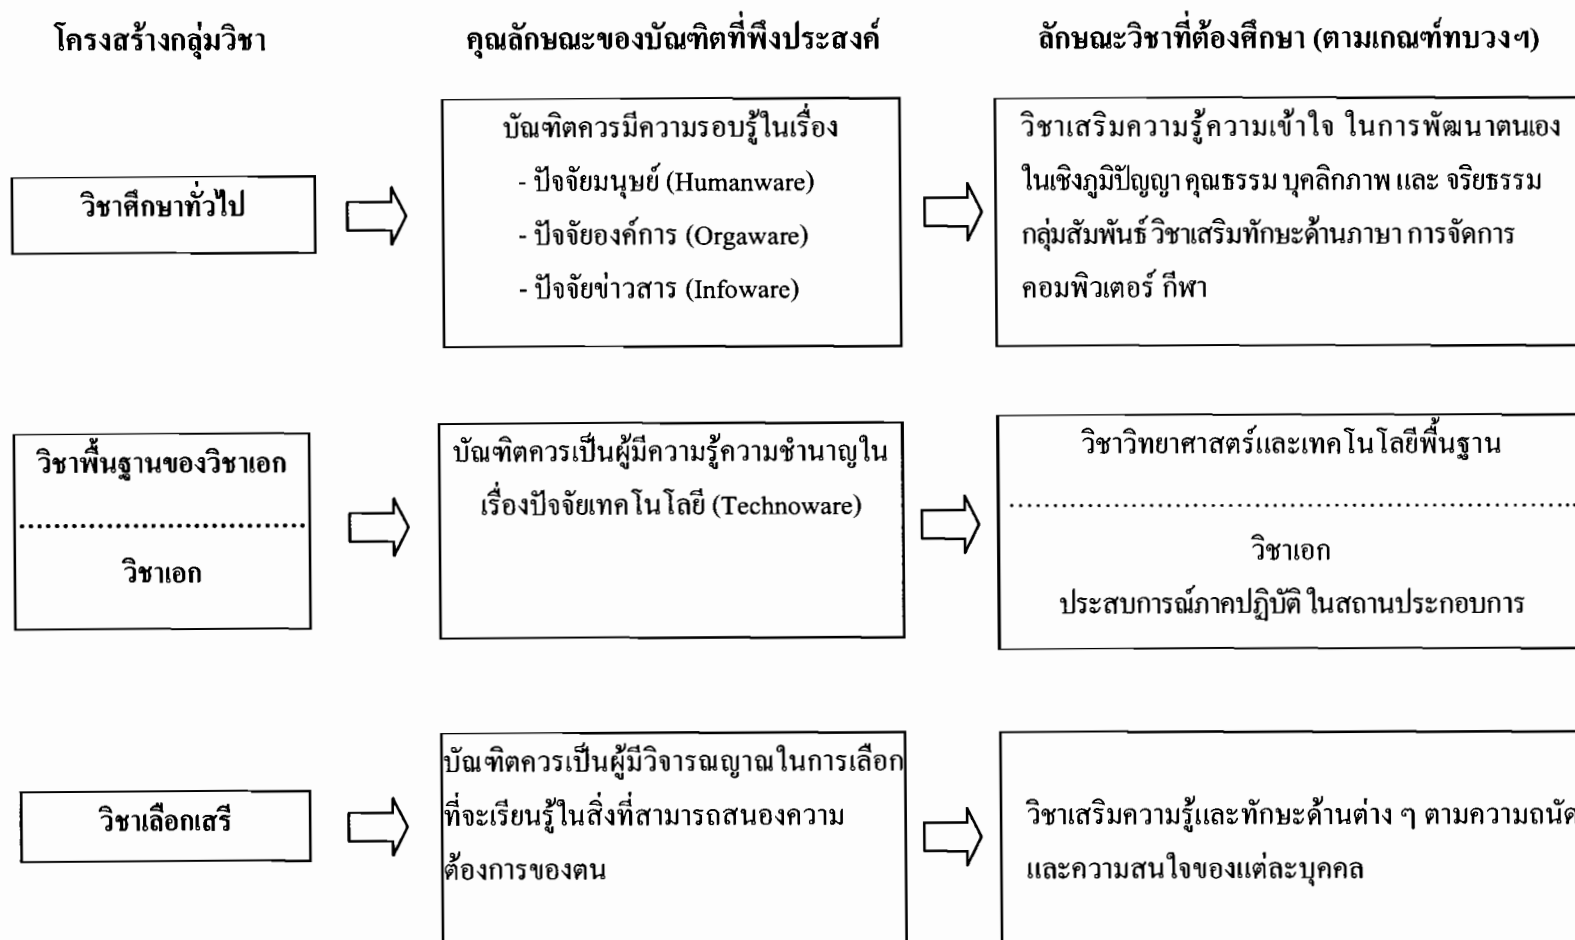 โครงสร้างกลุ่มวิชา
คุณลักษณะของบัณฑิตที่พึงประสงค์
ลักษณะวิชาที่ต้องศึกษา (ตามเกณฑ์ทบวงฯ)
วิชาศึกษาทั่วไป
บัณฑิตควรมีความรอบรู้ในเรื่อง
- ปัจจัยมนุษย์ (Humanware)
- ปัจจัยองค์การ (Orgaware)
- ปัจจัยข่าวสาร (Infoware)
วิชาเสริมความรู้ความเข้าใจ ในการพัฒนาตนเอง
ในเชิงภูมิปัญญา คุณธรรม บุคลิกภาพ และ จริยธรรม
กลุ่มสัมพันธ์ วิชาเสริมทักษะด้านภาษา การจัดการ
คอมพิวเตอร์ กีฬา
วิชาพื้นฐานของวิชาเอก
วิชาเอก
บัณฑิตควรเป็นผู้มีความรู้ความชำนาญใน
เรื่องปัจจัยเทคโนโลยี (Technoware)
วิชาวิทยาศาสตร์และเทคโนโลยีพื้นฐาน
วิชาเอก
ประสบการณ์ภาคปฏิบัติ ในสถานประกอบการ
วิชาเลือกเสรี
บัณฑิตควรเป็นผู้มีวิจารณญาณในการเลือก
ที่จะเรียนรู้ในสิ่งที่สามารถสนองความ
ต้องการของตน
วิชาเสริมความรู้และทักษะด้านต่าง ๆ ตามความถนัด
และความสนใจของแต่ละบุคคล